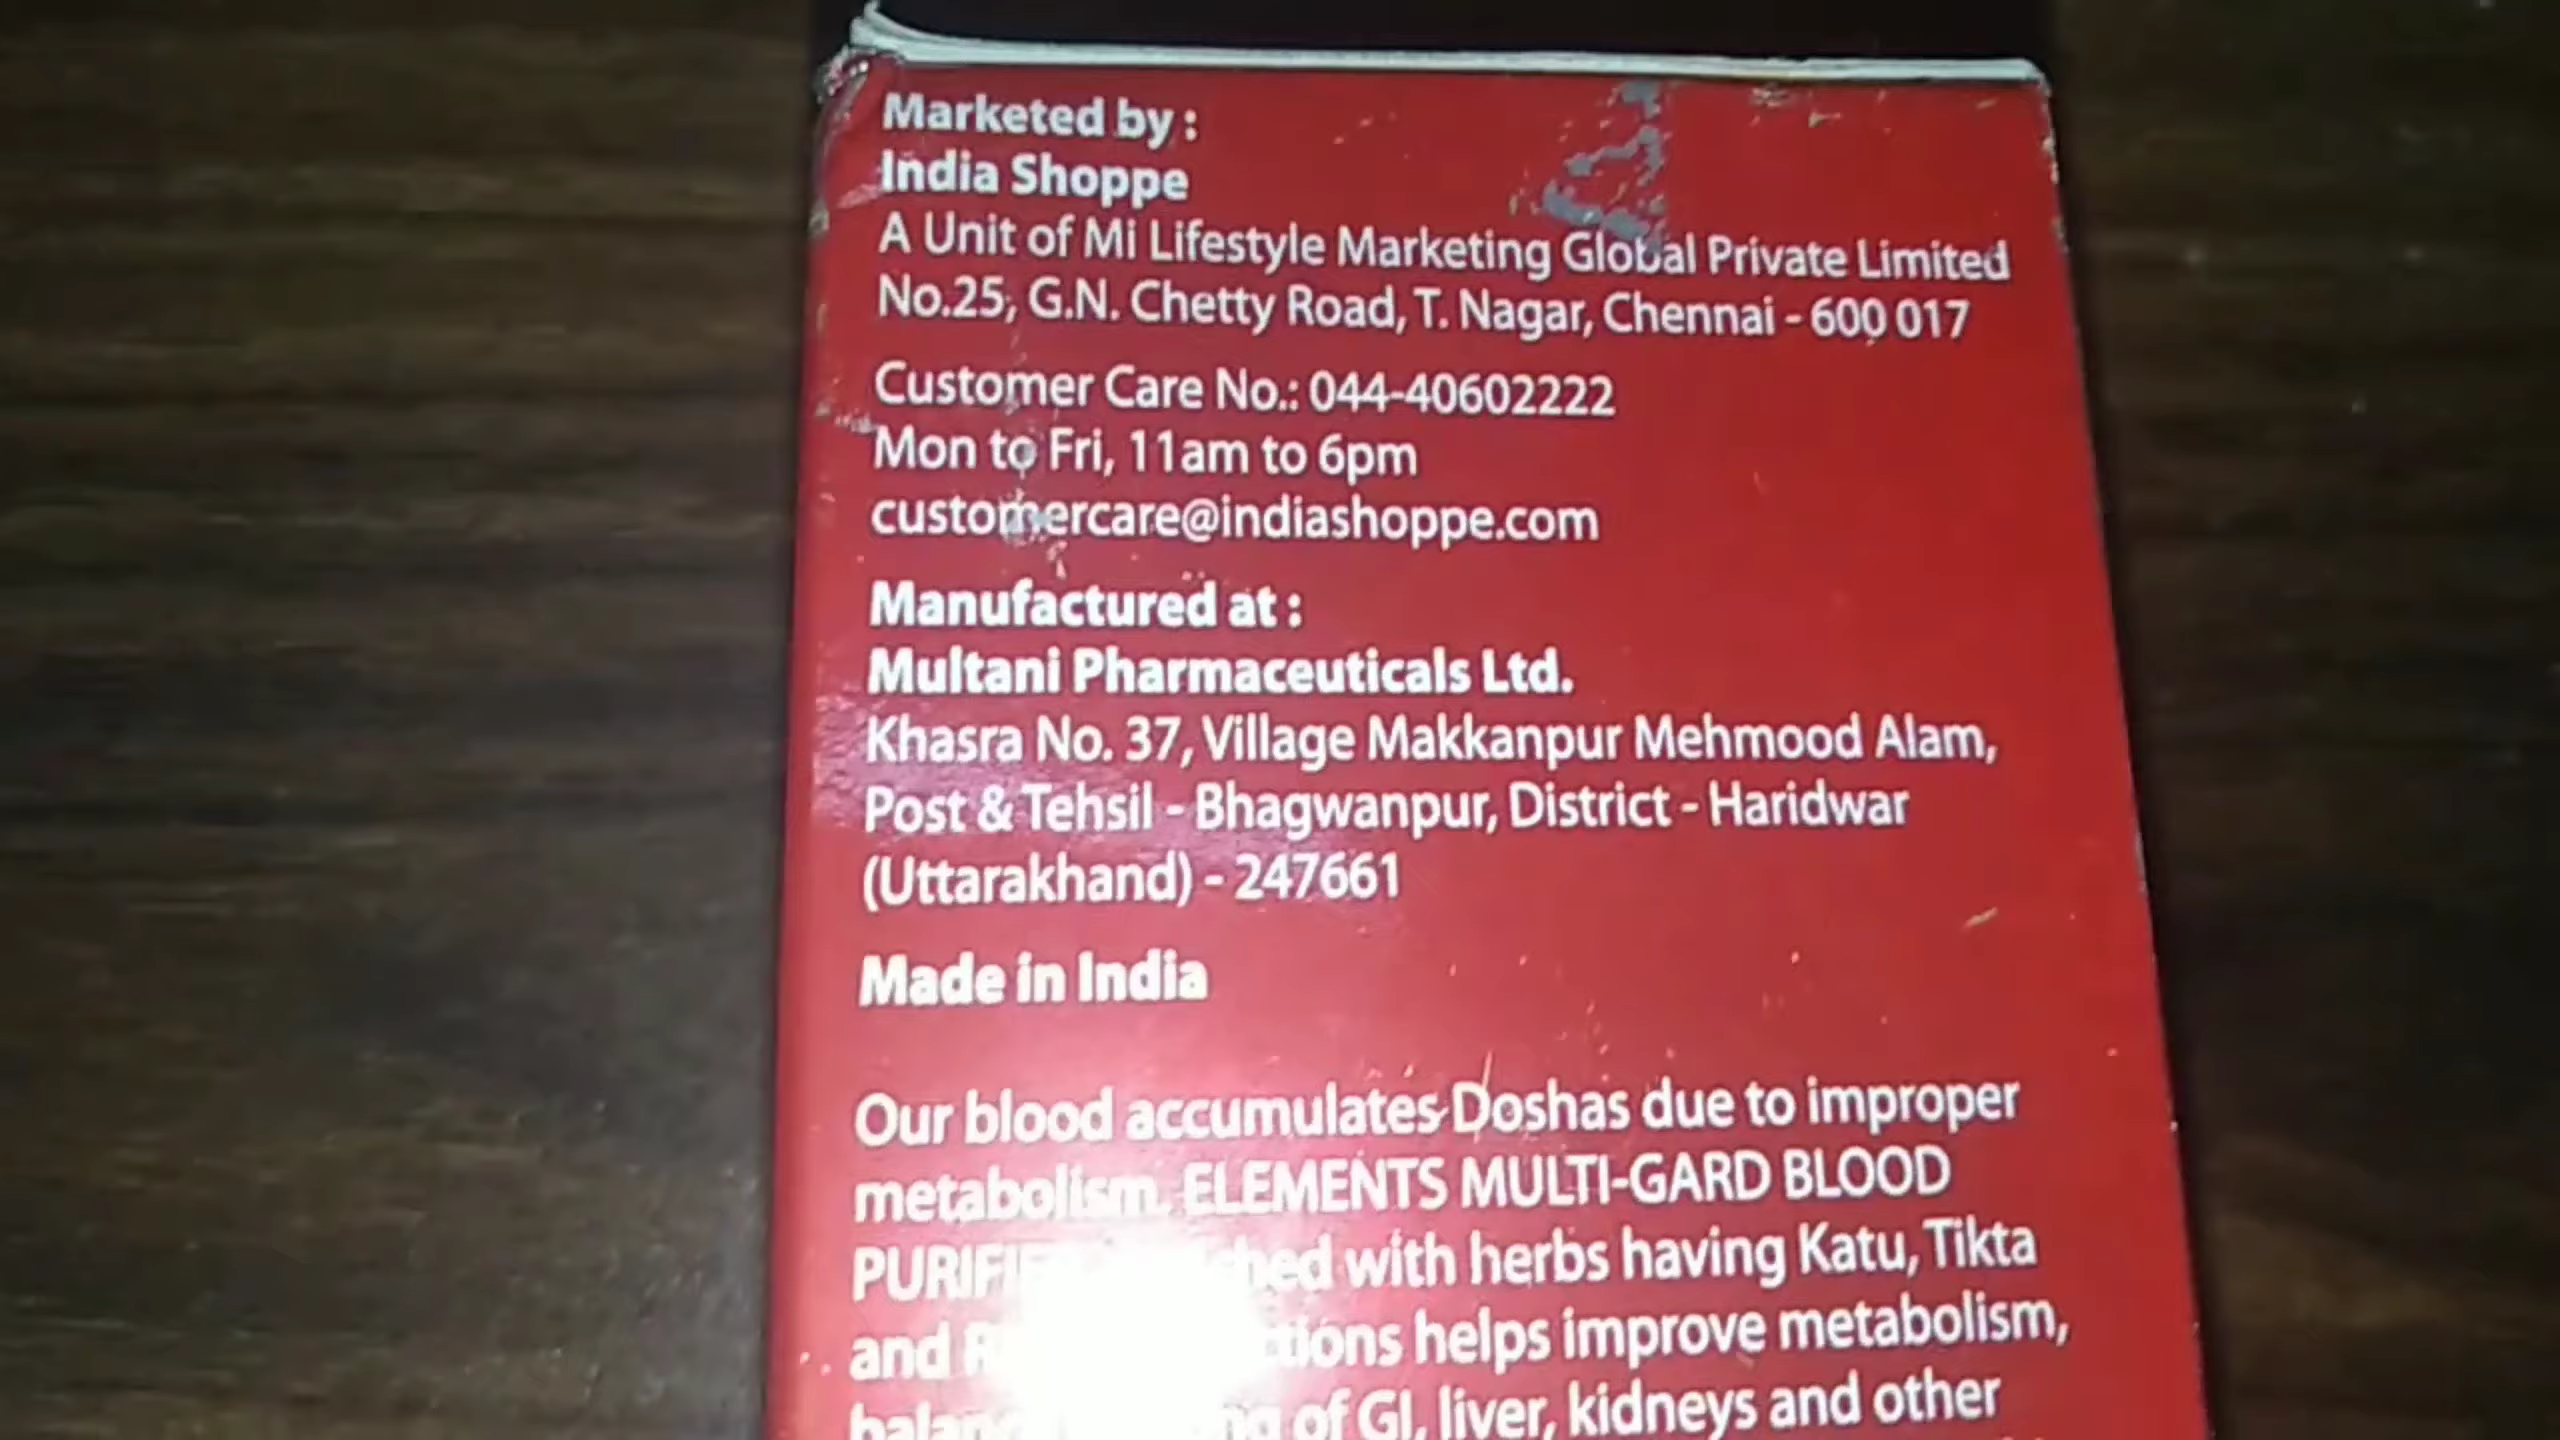 Marketed by :
India Shoppe
A Unit of Mi Lifestyle Marketing Global Private Limited
No.25, G.N. Chetty Road, T. Nagar, Chennai - 600 017
Customer Care No.: 044-40602222
Mon to Fri, 11am to 6pm
customercare@indiashoppe.com
Manufactured at :
Multani Pharmaceuticals Ltd.
Khasra No. 37, Village Makkanpur Mehmood Alam,
Post & Tehsil - Bhagwanpur, District - Haridwar
(Uttarakhand) - 247661
Made in India
Our blood accumulates Doshas due to improper
metabolism. ELEMENTS MULTI-GARD BLOOD
with herbs having Katu, Tikta
and helps improve metabolism,
of GI, liver, kidneys and other